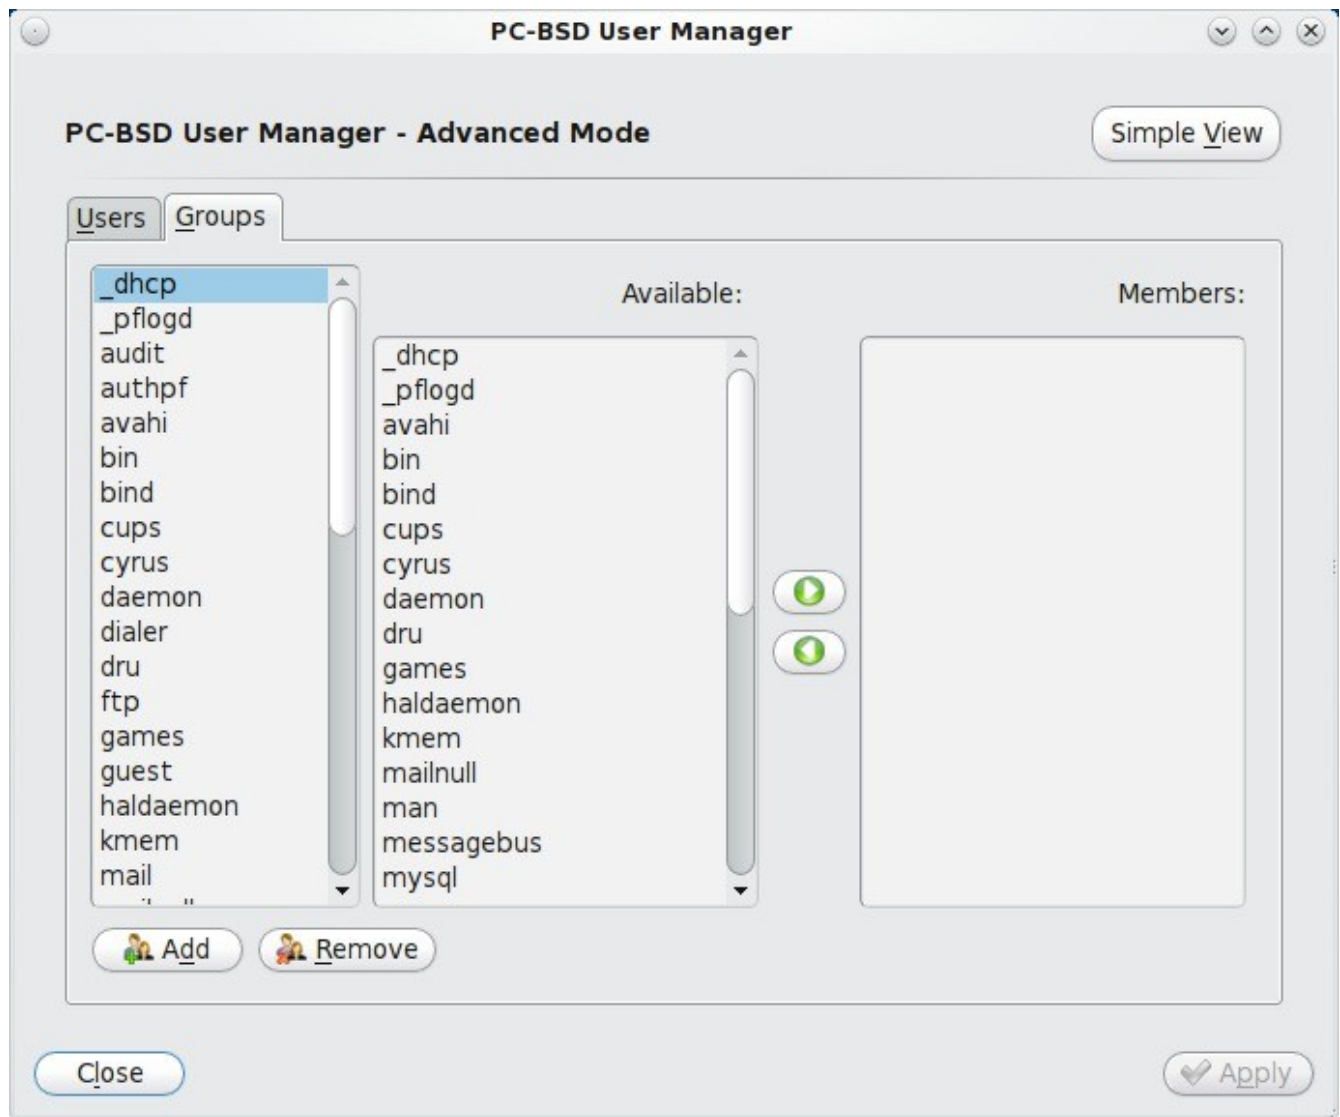 PC-BSD User Manager
PC-BSD User Manager - Advanced Mode
Simple View
Users
Groups
_dhcp
_pflogd
audit
authpf
avahi
bin
bind
cups
cyrus
daemon
dialer
dru
ftp
games
guest
haldaemon
kmem
mail
Available:
_dhcp
_pflogd
avahi
bin
bind
cups
cyrus
daemon
dru
games
haldaemon
kmem
mailnull
man
messagebus
mysql
Members:
Add
Remove
Close
Apply